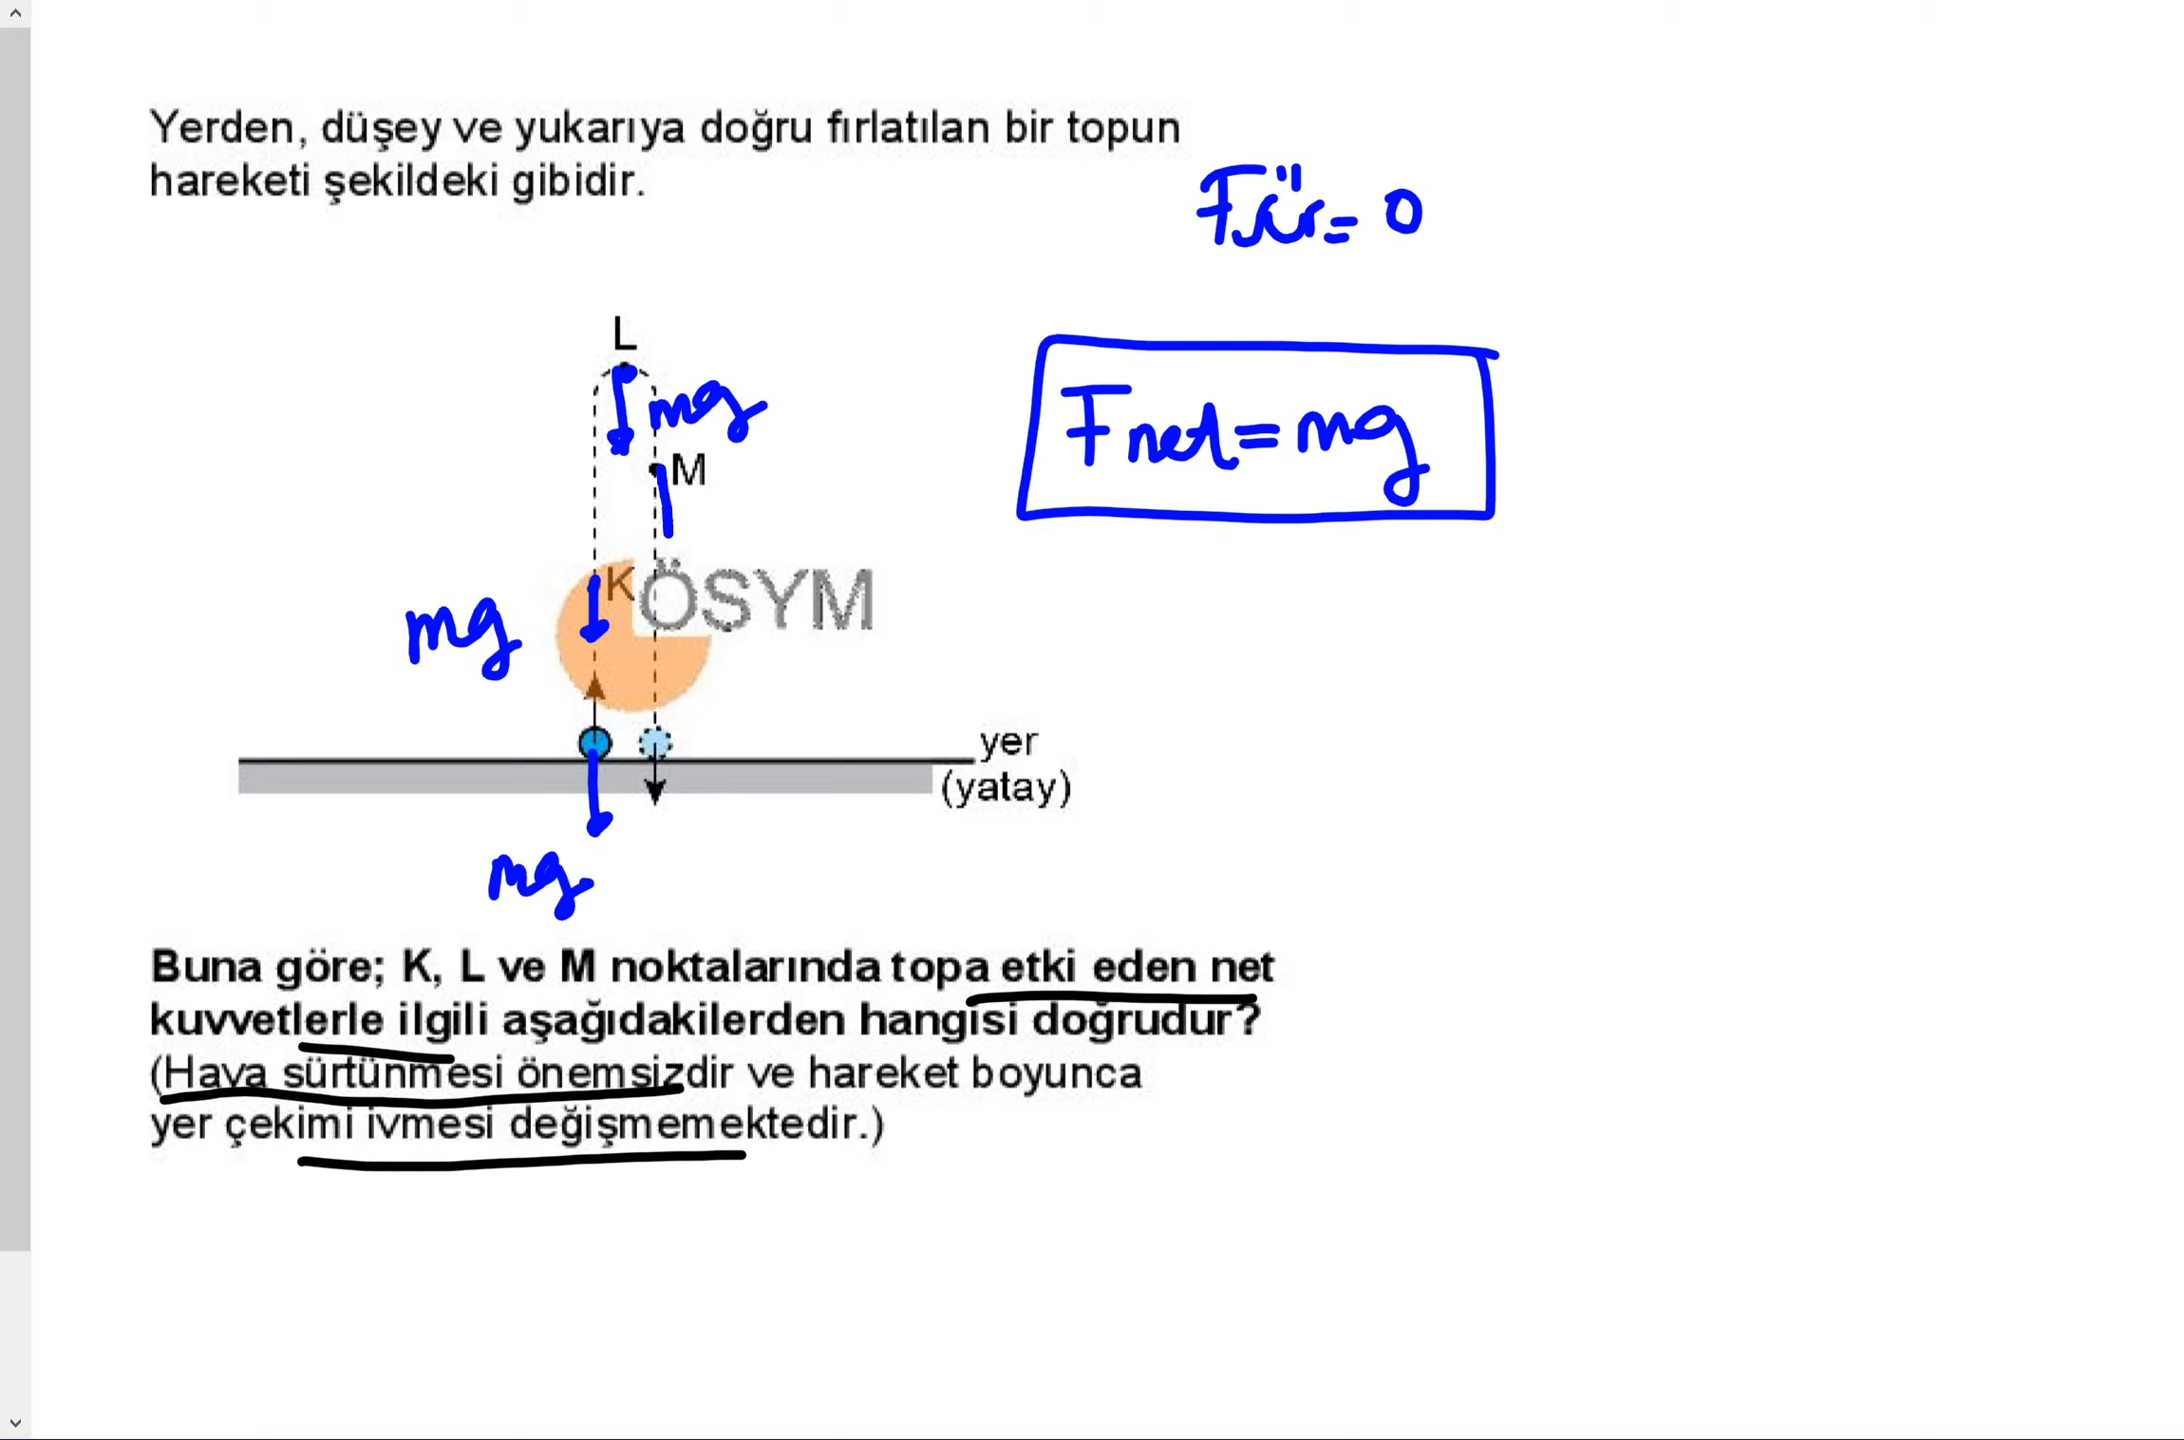 Yerden, düşey ve yukarıya doğru fırlatılan bir topun
hareketi şekildeki gibidir.
Fsür = 0
L
mg
Fnet = mg
M
K
ÖSYM
mg
yer
(yatay)
mg
Buna göre; K, L ve M noktalarında topa etki eden net
kuvvetlerle ilgili aşağıdakilerden hangisi doğrudur?
(Hava sürtünmesi önemsizdir ve hareket boyunca
yer çekimi ivmesi değişmemektedir.)